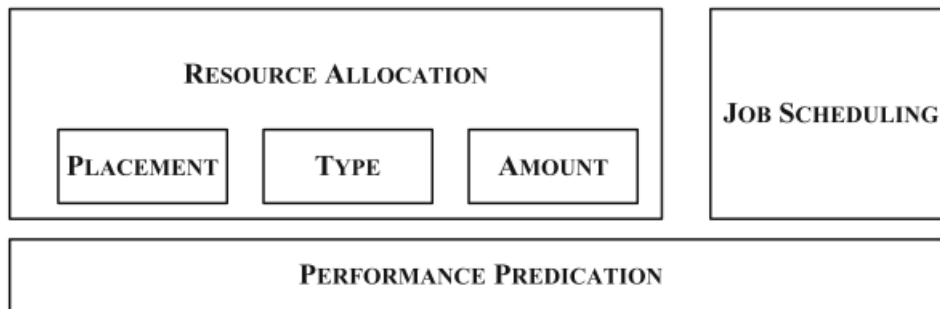 RESOURCE ALLOCATION
JOB SCHEDULING
PLACEMENT TYPE AMOUNT
PERFORMANCE PREDICATION